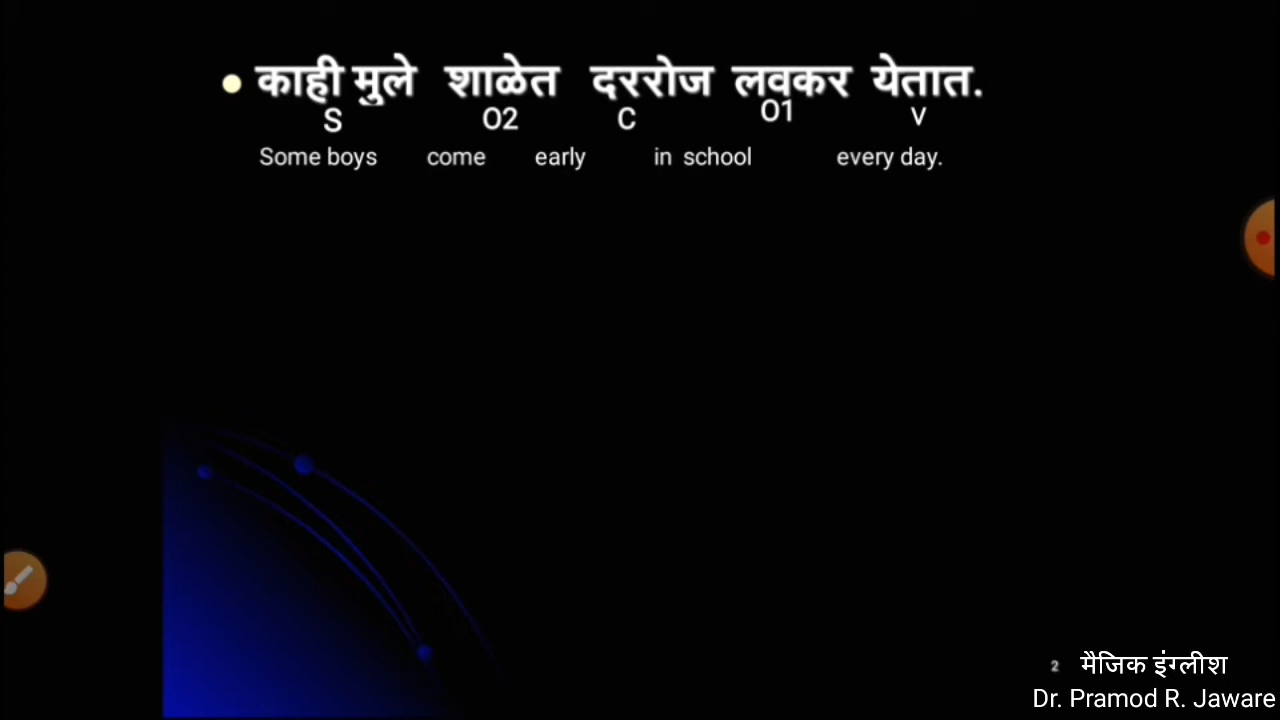 काही मुले शाळेत दररोज लवकर येतात.
S O2 C O1 V
Some boys come early in school every day.
2 मैजिक इंग्लीश
Dr. Pramod R. Jaware